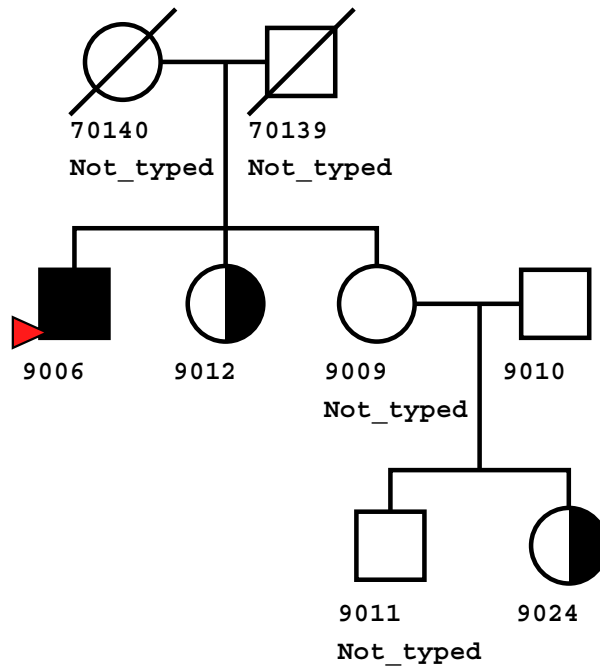 70140 70139
Not_typed Not_typed
9006 9012 9009 9010
Not_typed
9011 9024
Not_typed